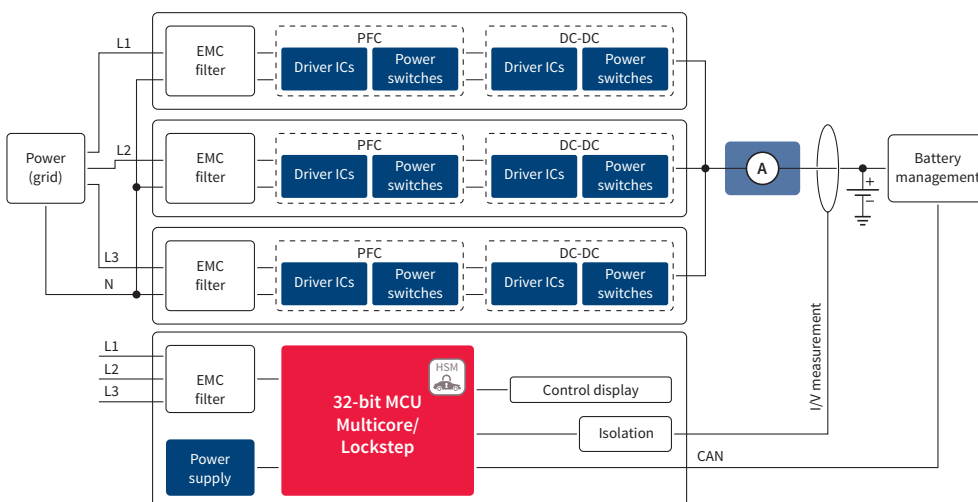 L1
EMC
filter
PFC
Driver ICs
Power
switches
DC-DC
Driver ICs
Power
switches
Power
(grid)
L2
EMC
filter
PFC
Driver ICs
Power
switches
DC-DC
Driver ICs
Power
switches
A
+
−
Battery
management
L3
N
EMC
filter
PFC
Driver ICs
Power
switches
DC-DC
Driver ICs
Power
switches
I/V measurement
L1
L2
L3
EMC
filter
HSM
32-bit MCU
Multicore/
Lockstep
Control display
Isolation
CAN
Power
supply